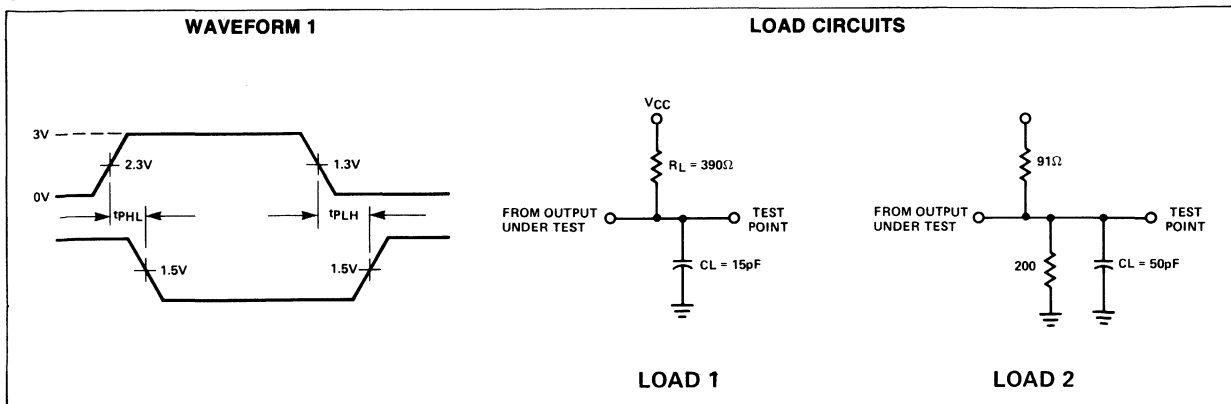 WAVEFORM 1
3V
2.3V
1.3V
0V
tPHL
tPLH
1.5V
1.5V
LOAD CIRCUITS
VCC
RL = 390Ω
FROM OUTPUT
UNDER TEST
TEST
POINT
CL = 15pF
LOAD 1
91Ω
FROM OUTPUT
UNDER TEST
TEST
POINT
200
CL = 50pF
LOAD 2